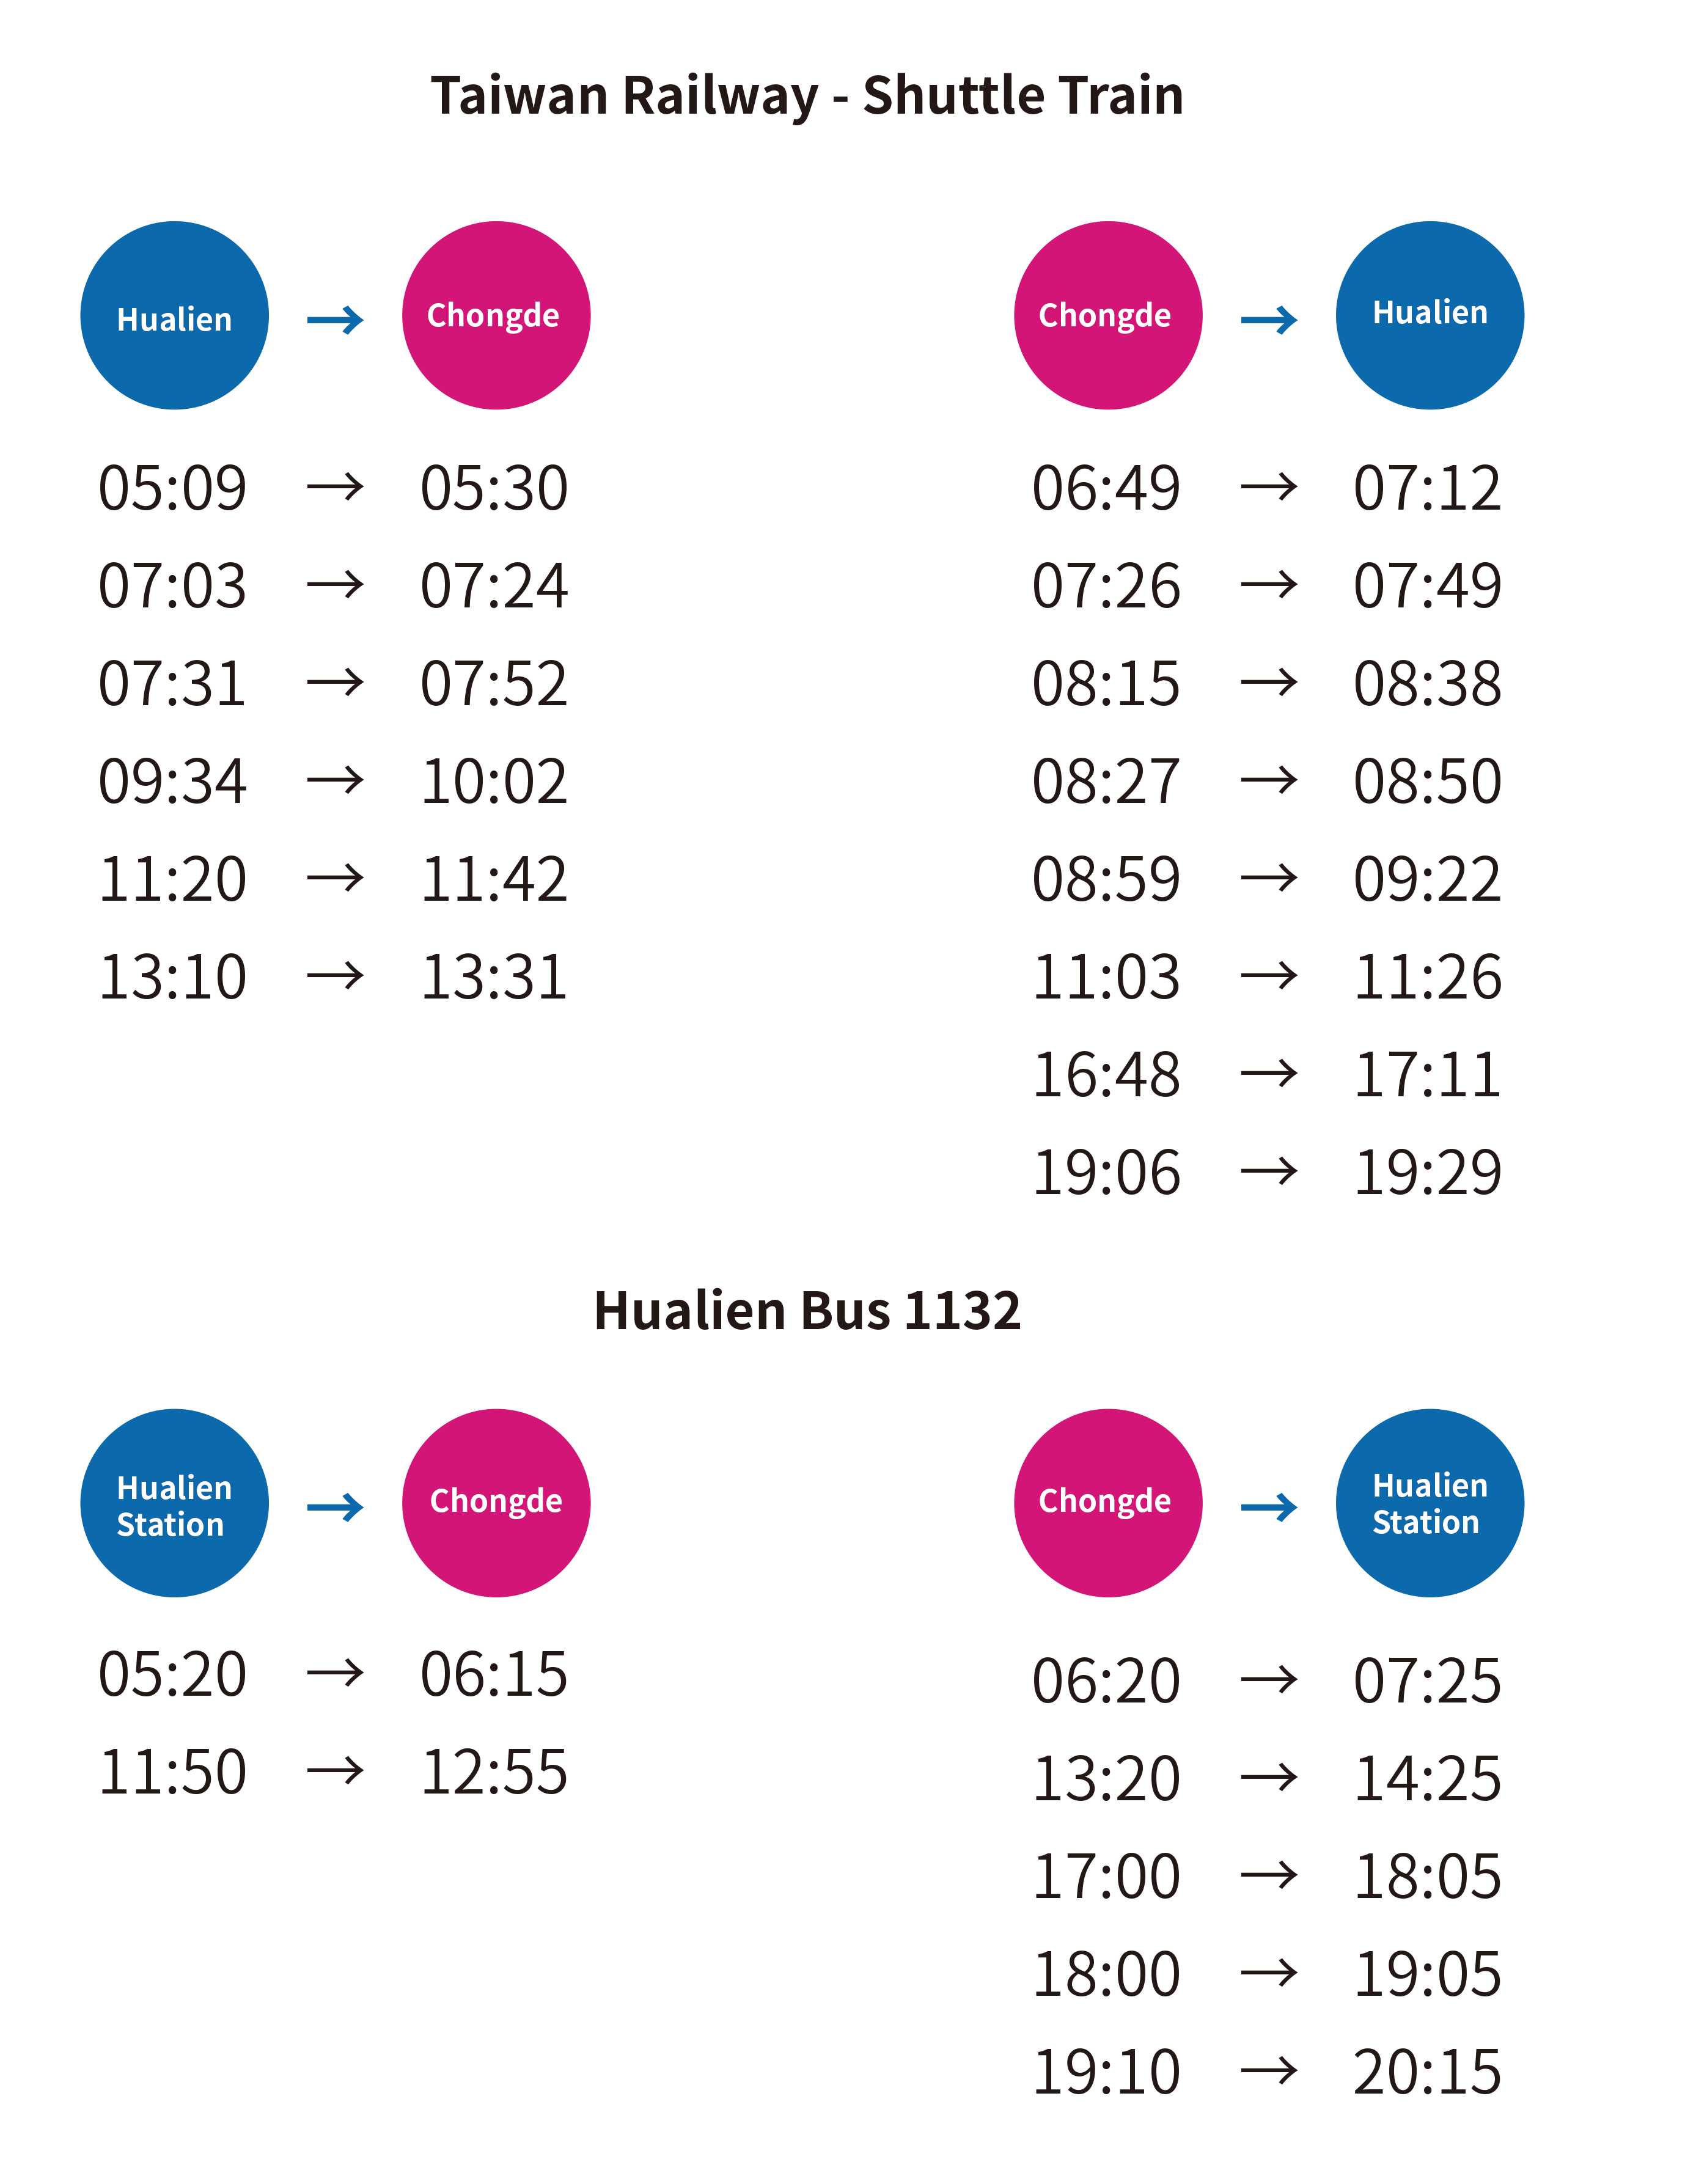 Taiwan Railway - Shuttle Train
Hualien → Chongde Chongde → Hualien
05:09 → 05:30 06:49 → 07:12
07:03 → 07:24 07:26 → 07:49
07:31 → 07:52 08:15 → 08:38
09:34 → 10:02 08:27 → 08:50
11:20 → 11:42 08:59 → 09:22
13:10 → 13:31 11:03 → 11:26
16:48 → 17:11
19:06 → 19:29
Hualien Bus 1132
Hualien
Station → Chongde Chongde → Hualien
Station
05:20 → 06:15 06:20 → 07:25
11:50 → 12:55 13:20 → 14:25
17:00 → 18:05
18:00 → 19:05
19:10 → 20:15